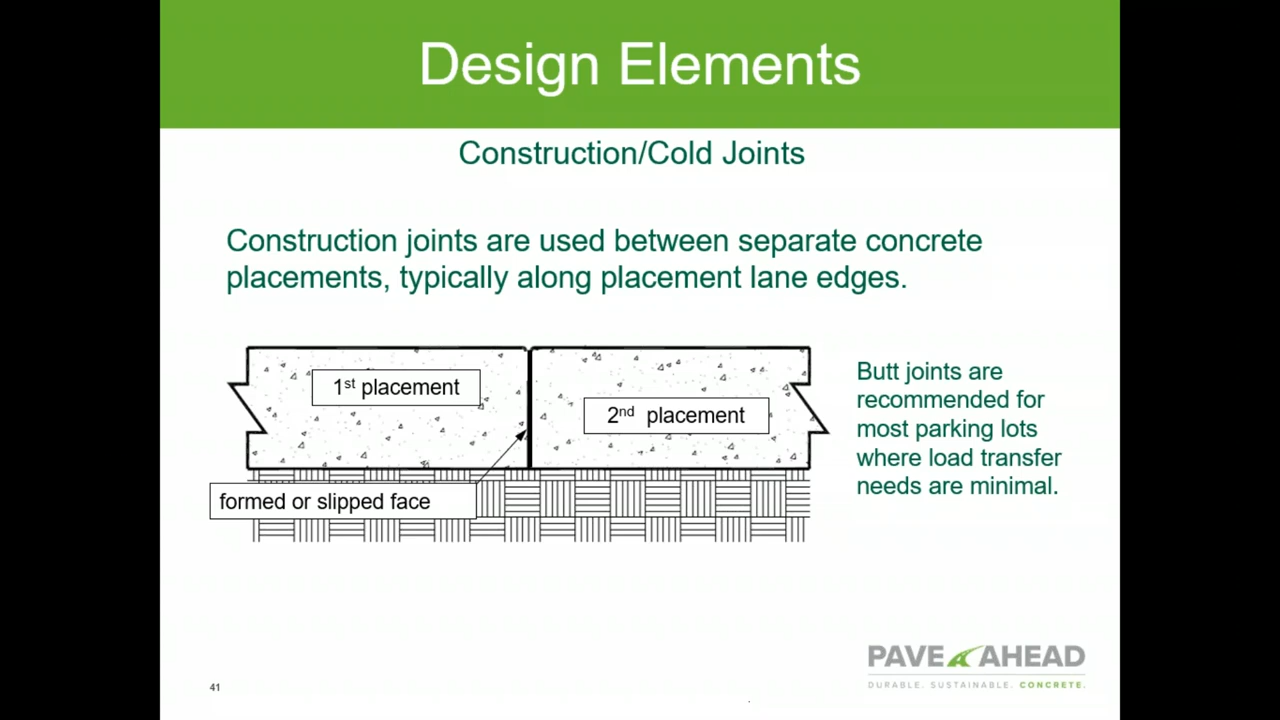 Design Elements
Construction/Cold Joints
Construction joints are used between separate concrete
placements, typically along placement lane edges.
1st placement
2nd placement
formed or slipped face
Butt joints are
recommended for
most parking lots
where load transfer
needs are minimal.
PAVE AHEAD
DURABLE. SUSTAINABLE. CONCRETE.
41